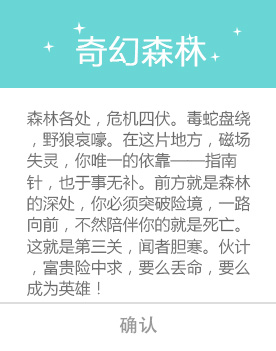 奇幻森林
森林各处，危机四伏。毒蛇盘绕
，野狼哀嚎。在这片地方，磁场
失灵，你唯一的依靠——指南
针，也于事无补。前方就是森林
的深处，你必须突破险境，一路
向前，不然陪伴你的就是死亡。
这就是第三关，闻者胆寒。伙计
，富贵险中求，要么丢命，要么
成为英雄！
确认